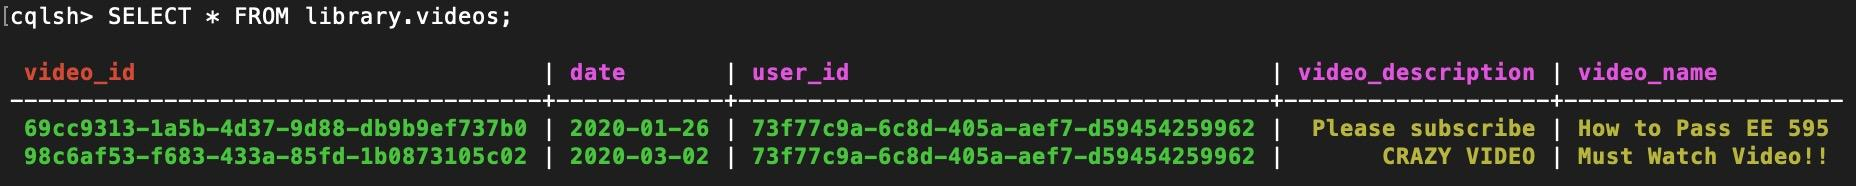 [cqlsh> SELECT * FROM library.videos;
video_id | date | user_id | video_description | video_name
--------------------------------------+------------+--------------------------------------+-------------------+--------------------
69cc9313-1a5b-4d37-9d88-db9b9ef737b0 | 2020-01-26 | 73f77c9a-6c8d-405a-aef7-d59454259962 | Please subscribe | How to Pass EE 595
98c6af53-f683-433a-85fd-1b0873105c02 | 2020-03-02 | 73f77c9a-6c8d-405a-aef7-d59454259962 | CRAZY VIDEO | Must Watch Video!!